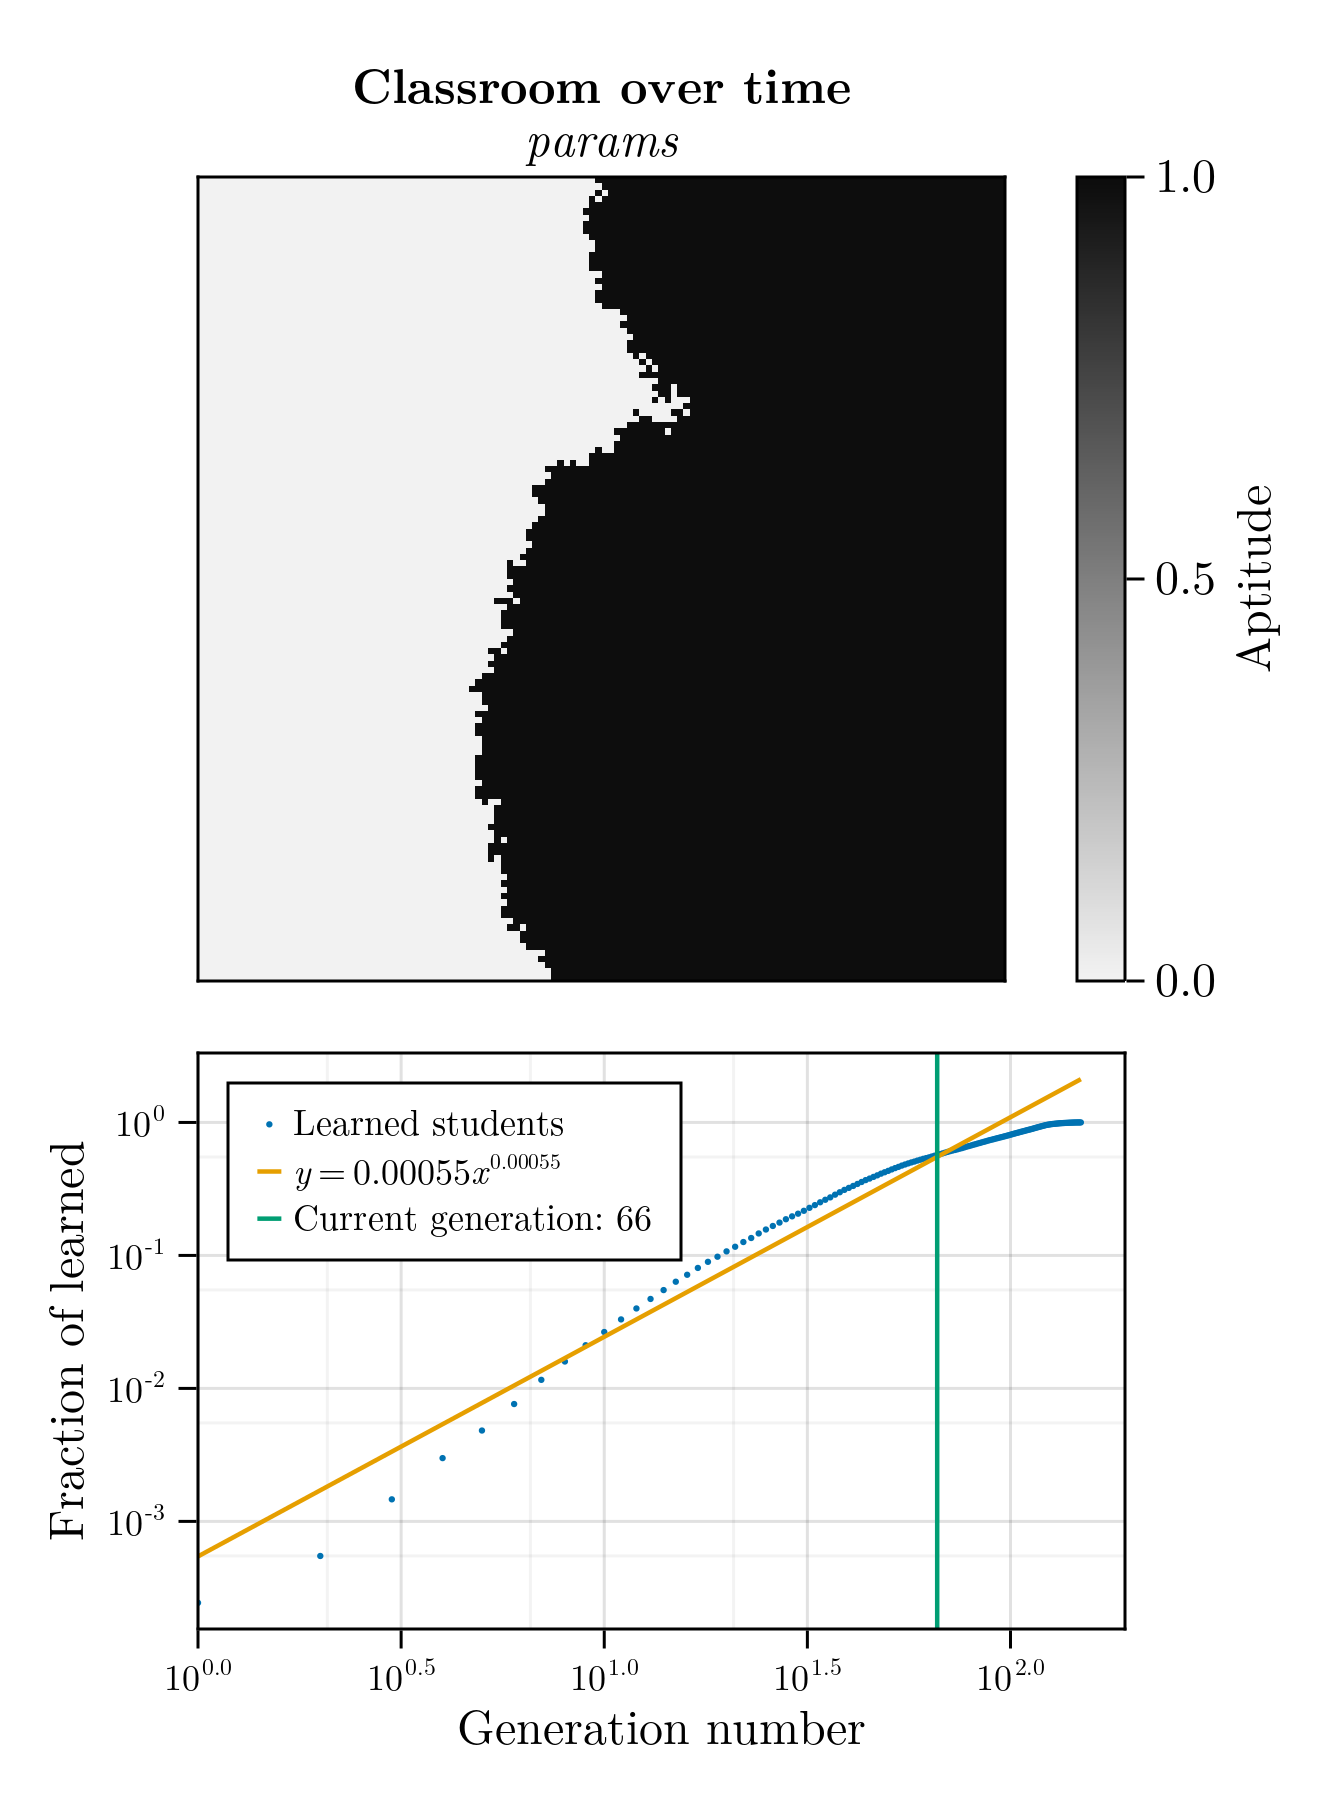 Classroom over time
params
1.0
0.5
0.0
Aptitude
Learned students
y = 0.00055x^0.00055
Current generation: 66
10^0
10^-1
10^-2
10^-3
Fraction of learned
10^0.0 10^0.5 10^1.0 10^1.5 10^2.0
Generation number